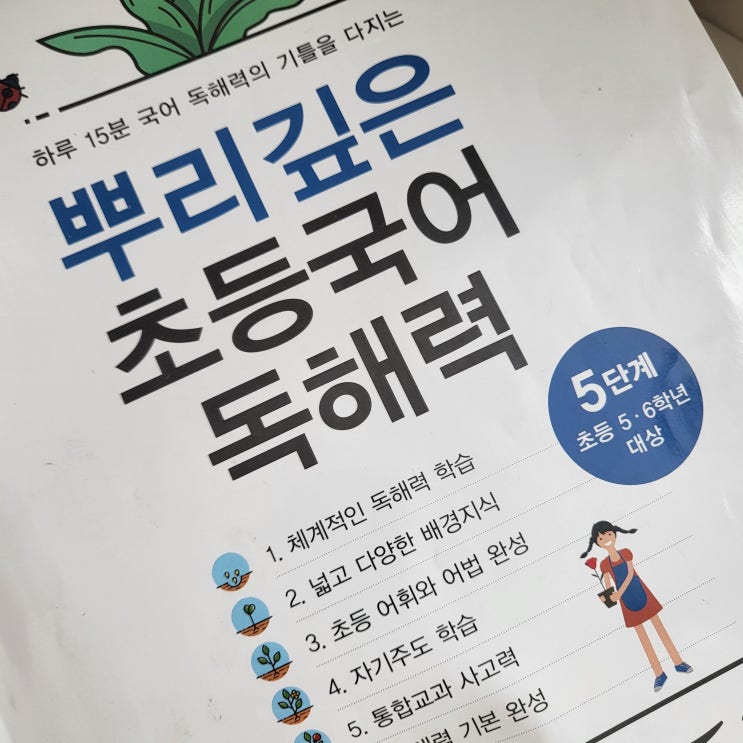 하루 15분 국어 독해력의 기틀을 다지는
뿌리깊은
초등국어
독해력
5단계
초등 5·6학년
대상
1. 체계적인 독해력 학습
2. 넓고 다양한 배경지식
3. 초등 어휘와 어법 완성
4. 자기주도 학습
5. 통합교과 사고력
기본 완성